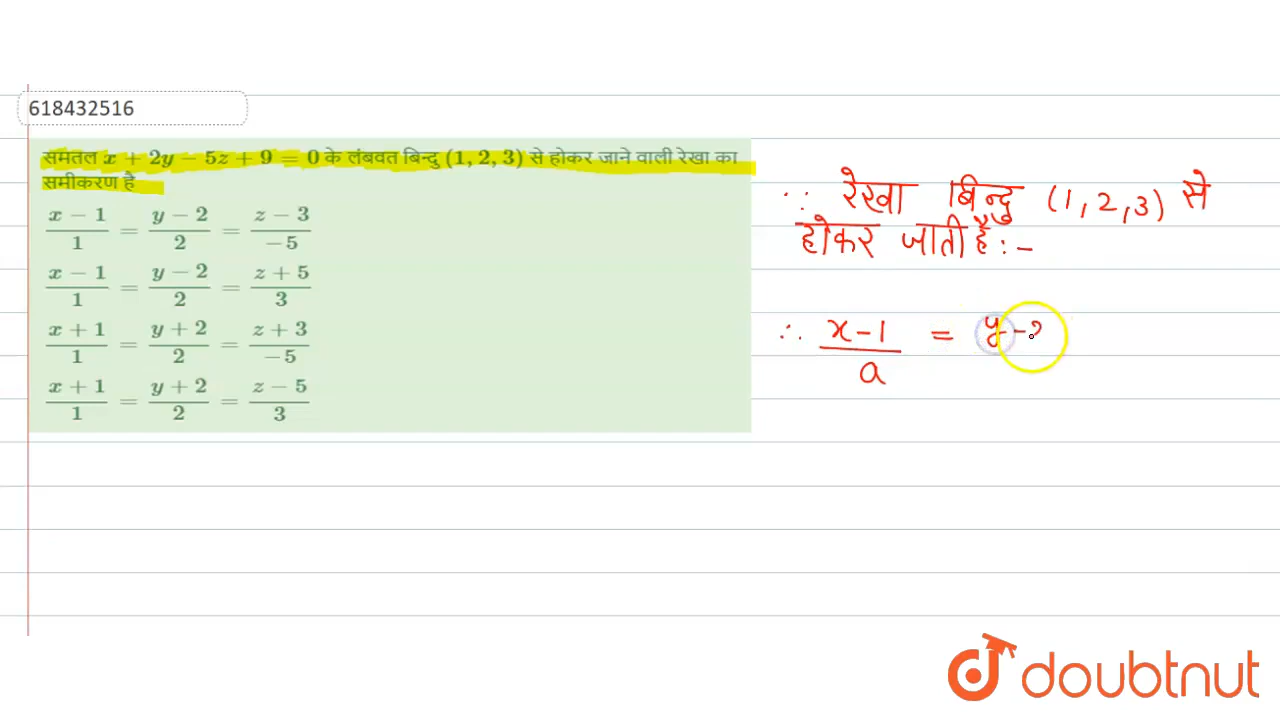 618432516
समतल x + 2y − 5z + 9 = 0 के लंबवत बिन्दु (1, 2, 3) से होकर जाने वाली रेखा का
समीकरण है
x − 1 / 1 = y − 2 / 2 = z − 3 / −5
x − 1 / 1 = y − 2 / 2 = z + 5 / 3
x + 1 / 1 = y + 2 / 2 = z + 3 / −5
x + 1 / 1 = y + 2 / 2 = z − 5 / 3
∵ रेखा बिन्दु (1, 2, 3) से
होकर जाती है : −
∴ x − 1 / a = y − 2
doubtnut